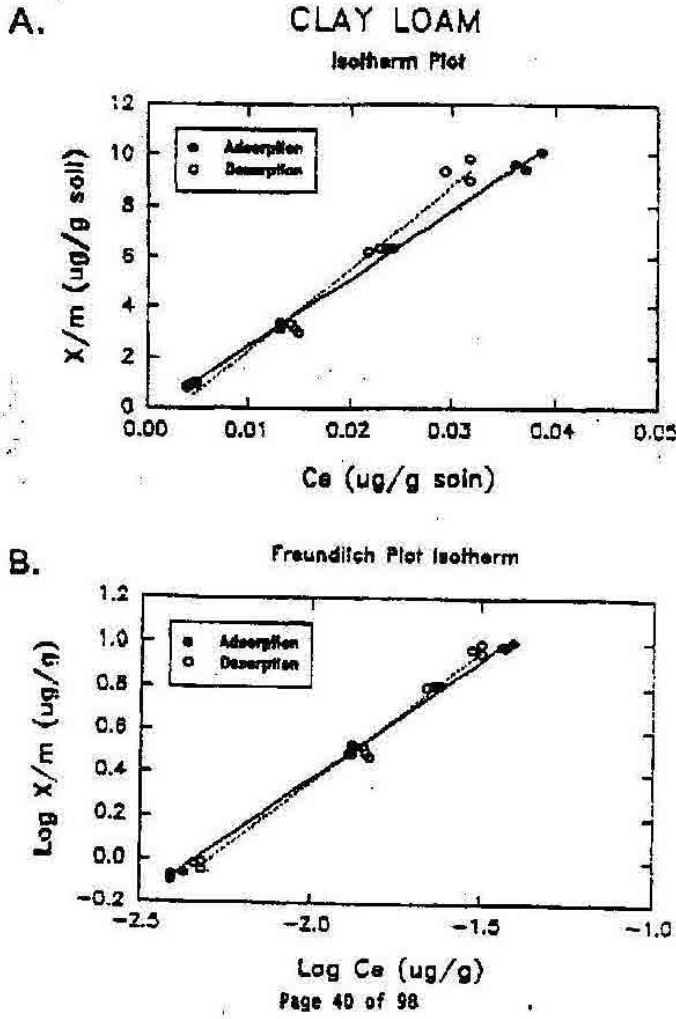 A.
CLAY LOAM
Isotherm Plot
12
10
8
6
4
2
0
X/m (ug/g soil)
Adsorption
Desorption
0.00 0.01 0.02 0.03 0.04 0.05
Ce (ug/g soln)
B.
Freundlich Plot Isotherm
1.2
1.0
0.8
0.6
0.4
0.2
0.0
-0.2
Log X/m (ug/g)
Adsorption
Desorption
-2.5 -2.0 -1.5 -1.0
Log Ce (ug/g)
Page 40 of 98